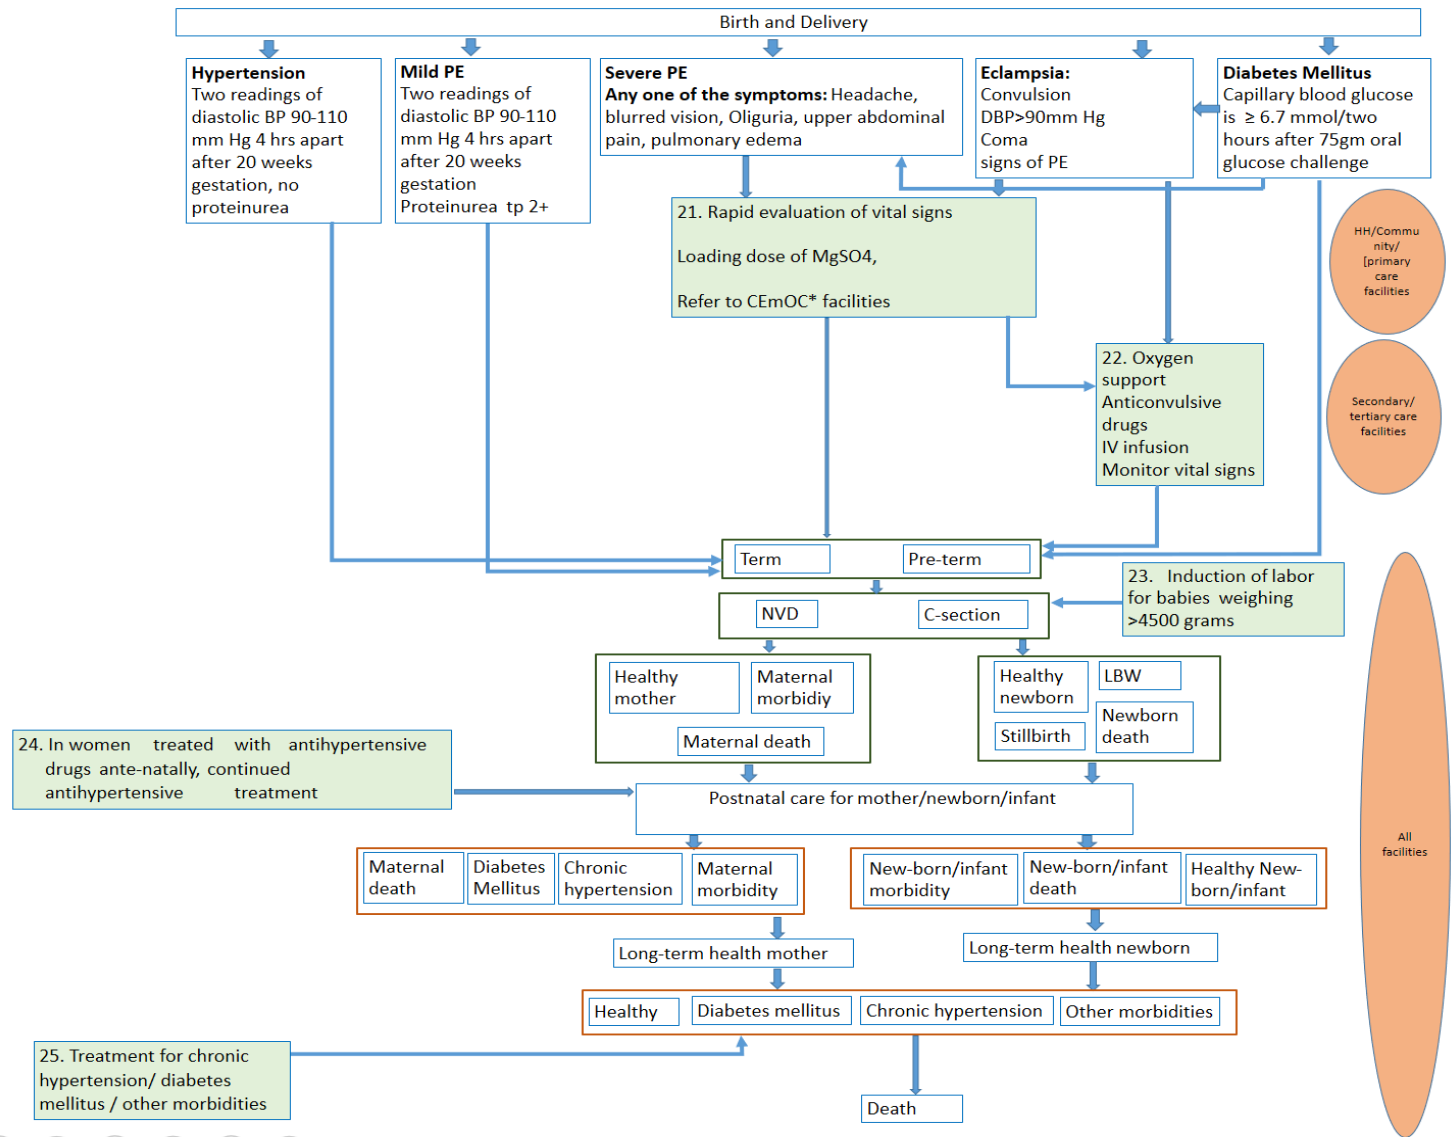 Birth and Delivery
Hypertension
Two readings of
diastolic BP 90-110
mm Hg 4 hrs apart
after 20 weeks
gestation, no
proteinurea
Mild PE
Two readings of
diastolic BP 90-110
mm Hg 4 hrs apart
after 20 weeks
gestation
Proteinurea tp 2+
Severe PE
Any one of the symptoms: Headache,
blurred vision, Oliguria, upper abdominal
pain, pulmonary edema
Eclampsia:
Convulsion
DBP>90mm Hg
Coma
signs of PE
Diabetes Mellitus
Capillary blood glucose
is ≥ 6.7 mmol/two
hours after 75gm oral
glucose challenge
21. Rapid evaluation of vital signs
Loading dose of MgSO4,
Refer to CEmOC* facilities
HH/Commu
nity/
[primary
care
facilities
22. Oxygen
support
Anticonvulsive
drugs
IV infusion
Monitor vital signs
Secondary/
tertiary care
facilities
Term
Pre-term
23. Induction of labor
for babies weighing
>4500 grams
NVD
C-section
Healthy
mother
Maternal
morbidiy
Maternal death
Healthy
newborn
LBW
Stillbirth
Newborn
death
24. In women treated with antihypertensive
drugs ante-natally, continued
antihypertensive treatment
Postnatal care for mother/newborn/infant
All
facilities
Maternal
death
Diabetes
Mellitus
Chronic
hypertension
Maternal
morbidity
New-born/infant
morbidity
New-born/infant
death
Healthy New-
born/infant
Long-term health mother
Long-term health newborn
Healthy
Diabetes mellitus
Chronic hypertension
Other morbidities
25. Treatment for chronic
hypertension/ diabetes
mellitus / other morbidities
Death